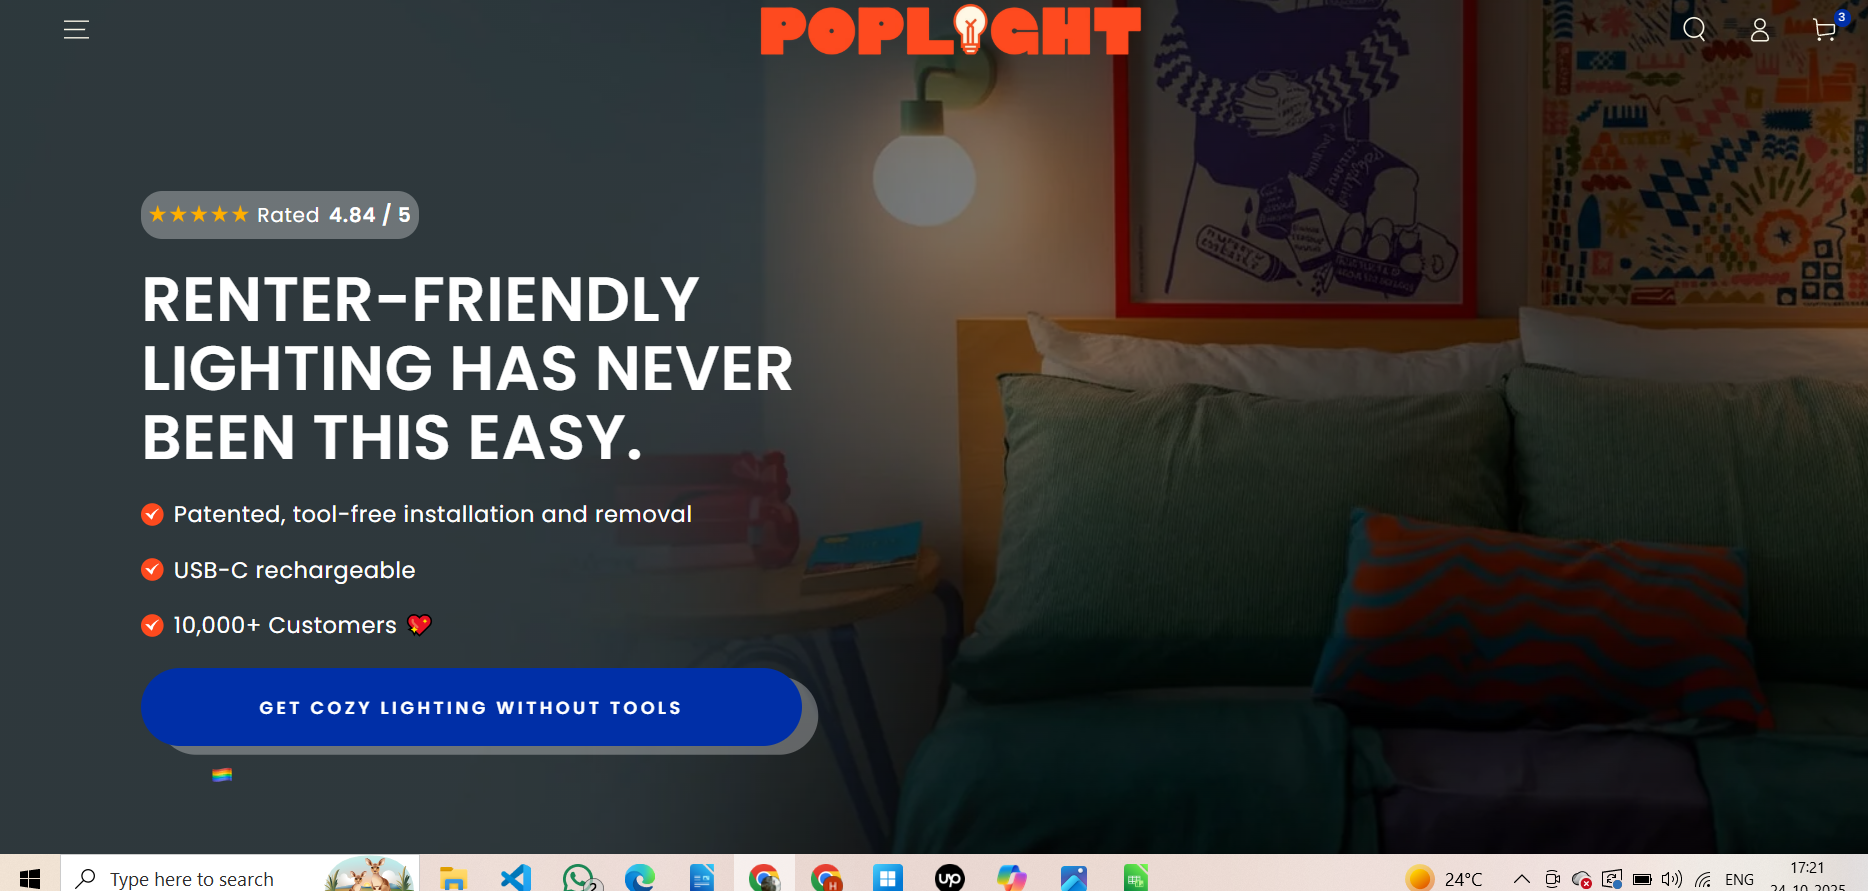 POPLIGHT
3
★★★★★ Rated 4.84 / 5
RENTER-FRIENDLY
LIGHTING HAS NEVER
BEEN THIS EASY.
Patented, tool-free installation and removal
USB-C rechargeable
10,000+ Customers 💖
GET COZY LIGHTING WITHOUT TOOLS
🏳️‍🌈
Type here to search
2
H
up
24°C
ENG
17:21
24-10-2025